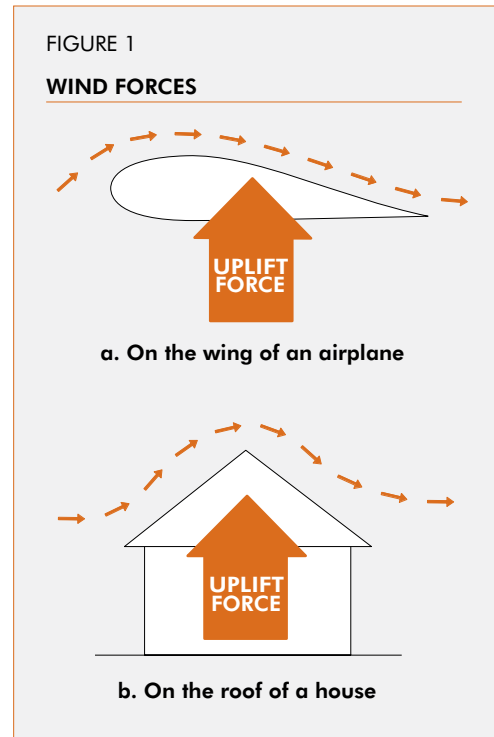 FIGURE 1
WIND FORCES
UPLIFT
FORCE
a. On the wing of an airplane
UPLIFT
FORCE
b. On the roof of a house